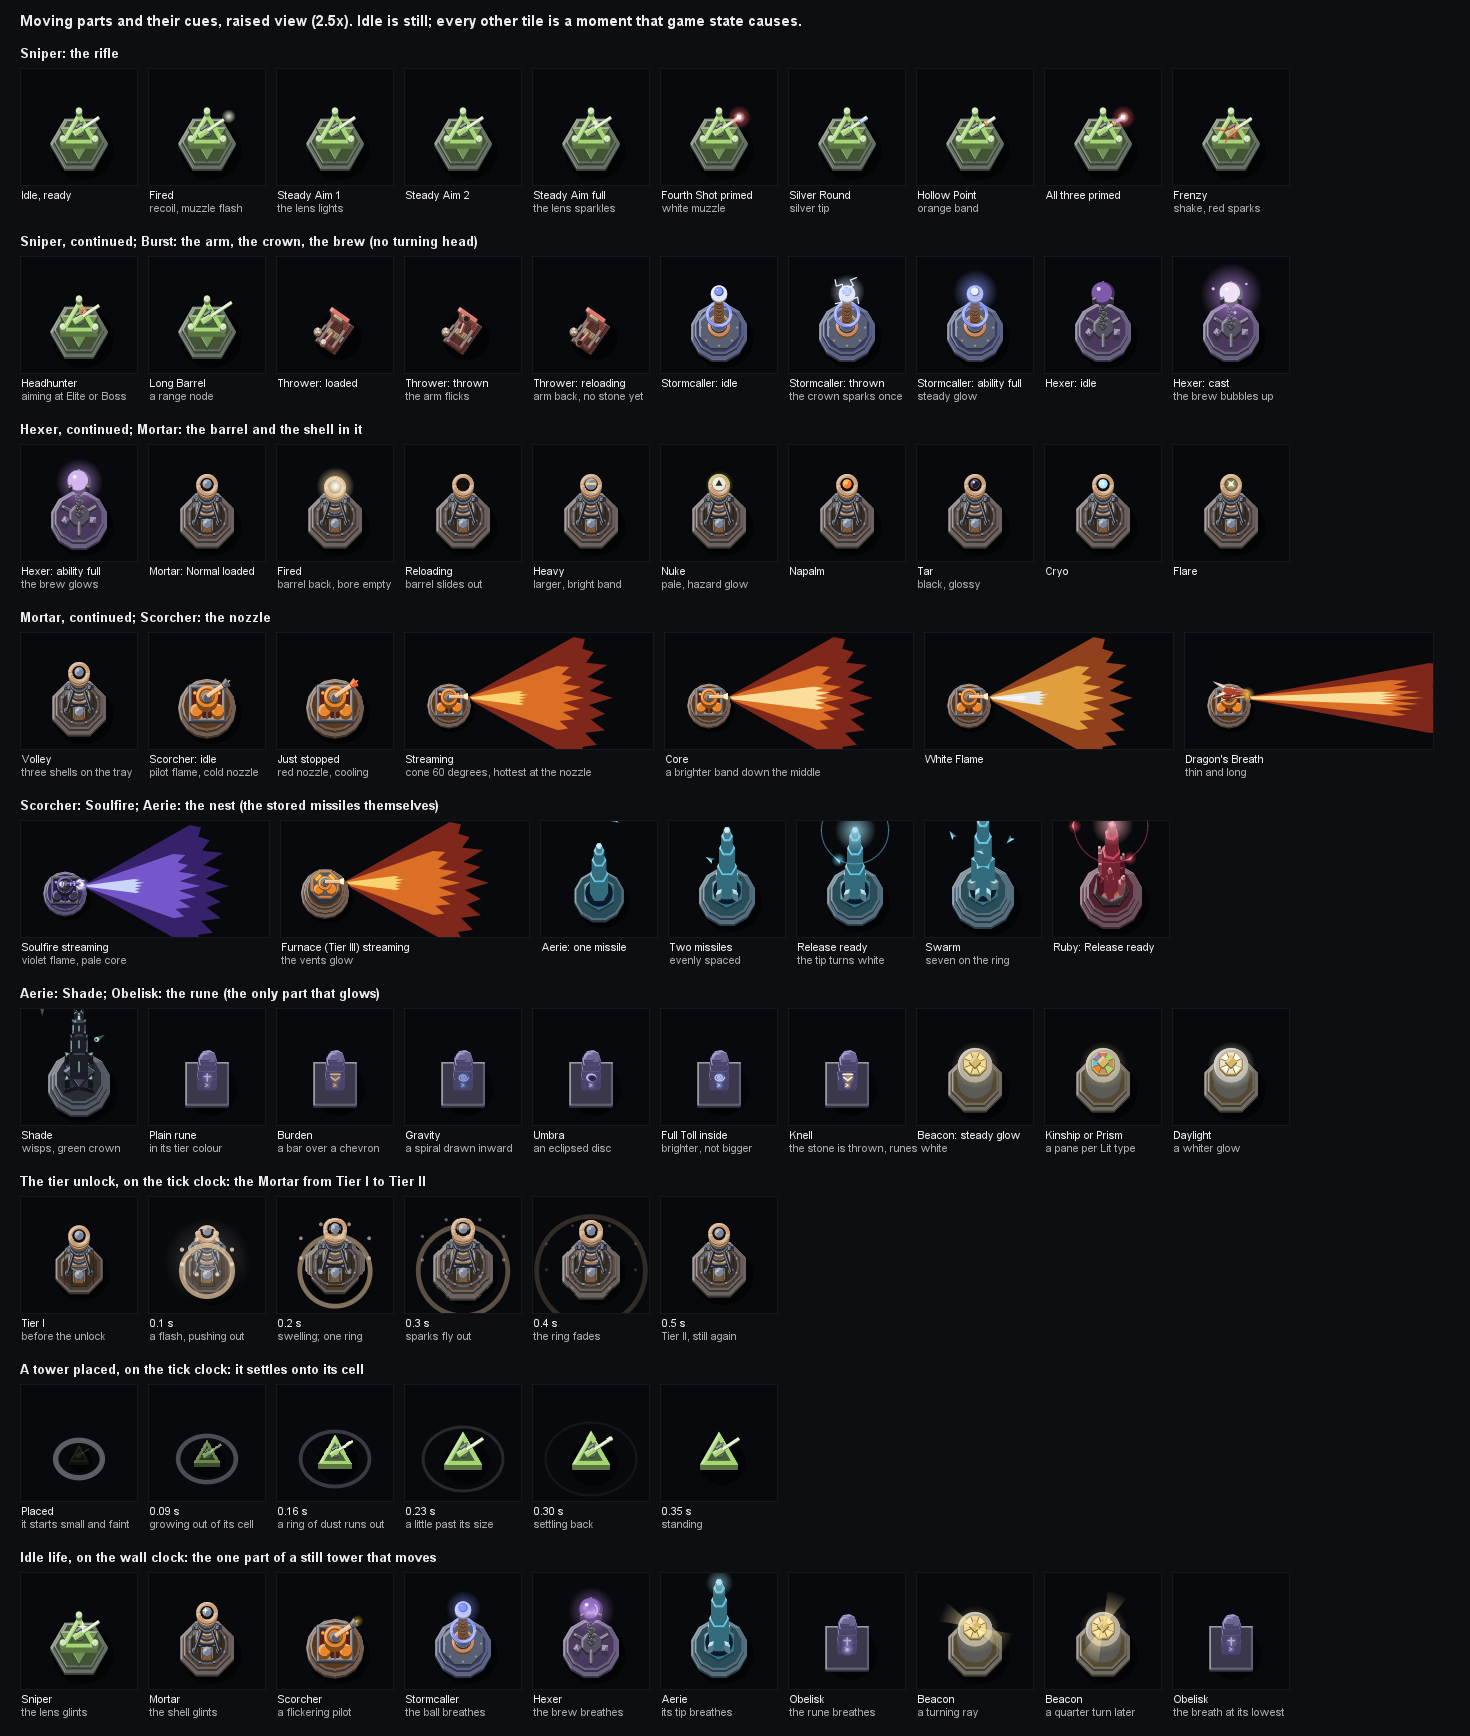 Moving parts and their cues, raised view (2.5x). Idle is still; every other tile is a moment that game state causes.
Sniper: the rifle
Idle, ready
Fired
recoil, muzzle flash
Steady Aim 1
the lens lights
Steady Aim 2
Steady Aim full
the lens sparkles
Fourth Shot primed
white muzzle
Silver Round
silver tip
Hollow Point
orange band
All three primed
Frenzy
shake, red sparks
Sniper, continued; Burst: the arm, the crown, the brew (no turning head)
Headhunter
aiming at Elite or Boss
Long Barrel
a range node
Thrower: loaded
Thrower: thrown
the arm flicks
Thrower: reloading
arm back, no stone yet
Stormcaller: idle
Stormcaller: thrown
the crown sparks once
Stormcaller: ability full
steady glow
Hexer: idle
Hexer: cast
the brew bubbles up
Hexer, continued; Mortar: the barrel and the shell in it
Hexer: ability full
the brew glows
Mortar: Normal loaded
Fired
barrel back, bore empty
Reloading
barrel slides out
Heavy
larger, bright band
Nuke
pale, hazard glow
Napalm
Tar
black, glossy
Cryo
Flare
Mortar, continued; Scorcher: the nozzle
Volley
three shells on the tray
Scorcher: idle
pilot flame, cold nozzle
Just stopped
red nozzle, cooling
Streaming
cone 60 degrees, hottest at the nozzle
Core
a brighter band down the middle
White Flame
Dragon's Breath
thin and long
Scorcher: Soulfire; Aerie: the nest (the stored missiles themselves)
Soulfire streaming
violet flame, pale core
Furnace (Tier III) streaming
the vents glow
Aerie: one missile
Two missiles
evenly spaced
Release ready
the tip turns white
Swarm
seven on the ring
Ruby: Release ready
Aerie: Shade; Obelisk: the rune (the only part that glows)
Shade
wisps, green crown
Plain rune
in its tier colour
Burden
a bar over a chevron
Gravity
a spiral drawn inward
Umbra
an eclipsed disc
Full Toll inside
brighter, not bigger
Knell
the stone is thrown, runes white
Beacon: steady glow
Kinship or Prism
a pane per Lit type
Daylight
a whiter glow
The tier unlock, on the tick clock: the Mortar from Tier I to Tier II
Tier I
before the unlock
0.1 s
a flash, pushing out
0.2 s
swelling; one ring
0.3 s
sparks fly out
0.4 s
the ring fades
0.5 s
Tier II, still again
A tower placed, on the tick clock: it settles onto its cell
Placed
it starts small and faint
0.09 s
growing out of its cell
0.16 s
a ring of dust runs out
0.23 s
a little past its size
0.30 s
settling back
0.35 s
standing
Idle life, on the wall clock: the one part of a still tower that moves
Sniper
the lens glints
Mortar
the shell glints
Scorcher
a flickering pilot
Stormcaller
the ball breathes
Hexer
the brew breathes
Aerie
its tip breathes
Obelisk
the rune breathes
Beacon
a turning ray
Beacon
a quarter turn later
Obelisk
the breath at its lowest